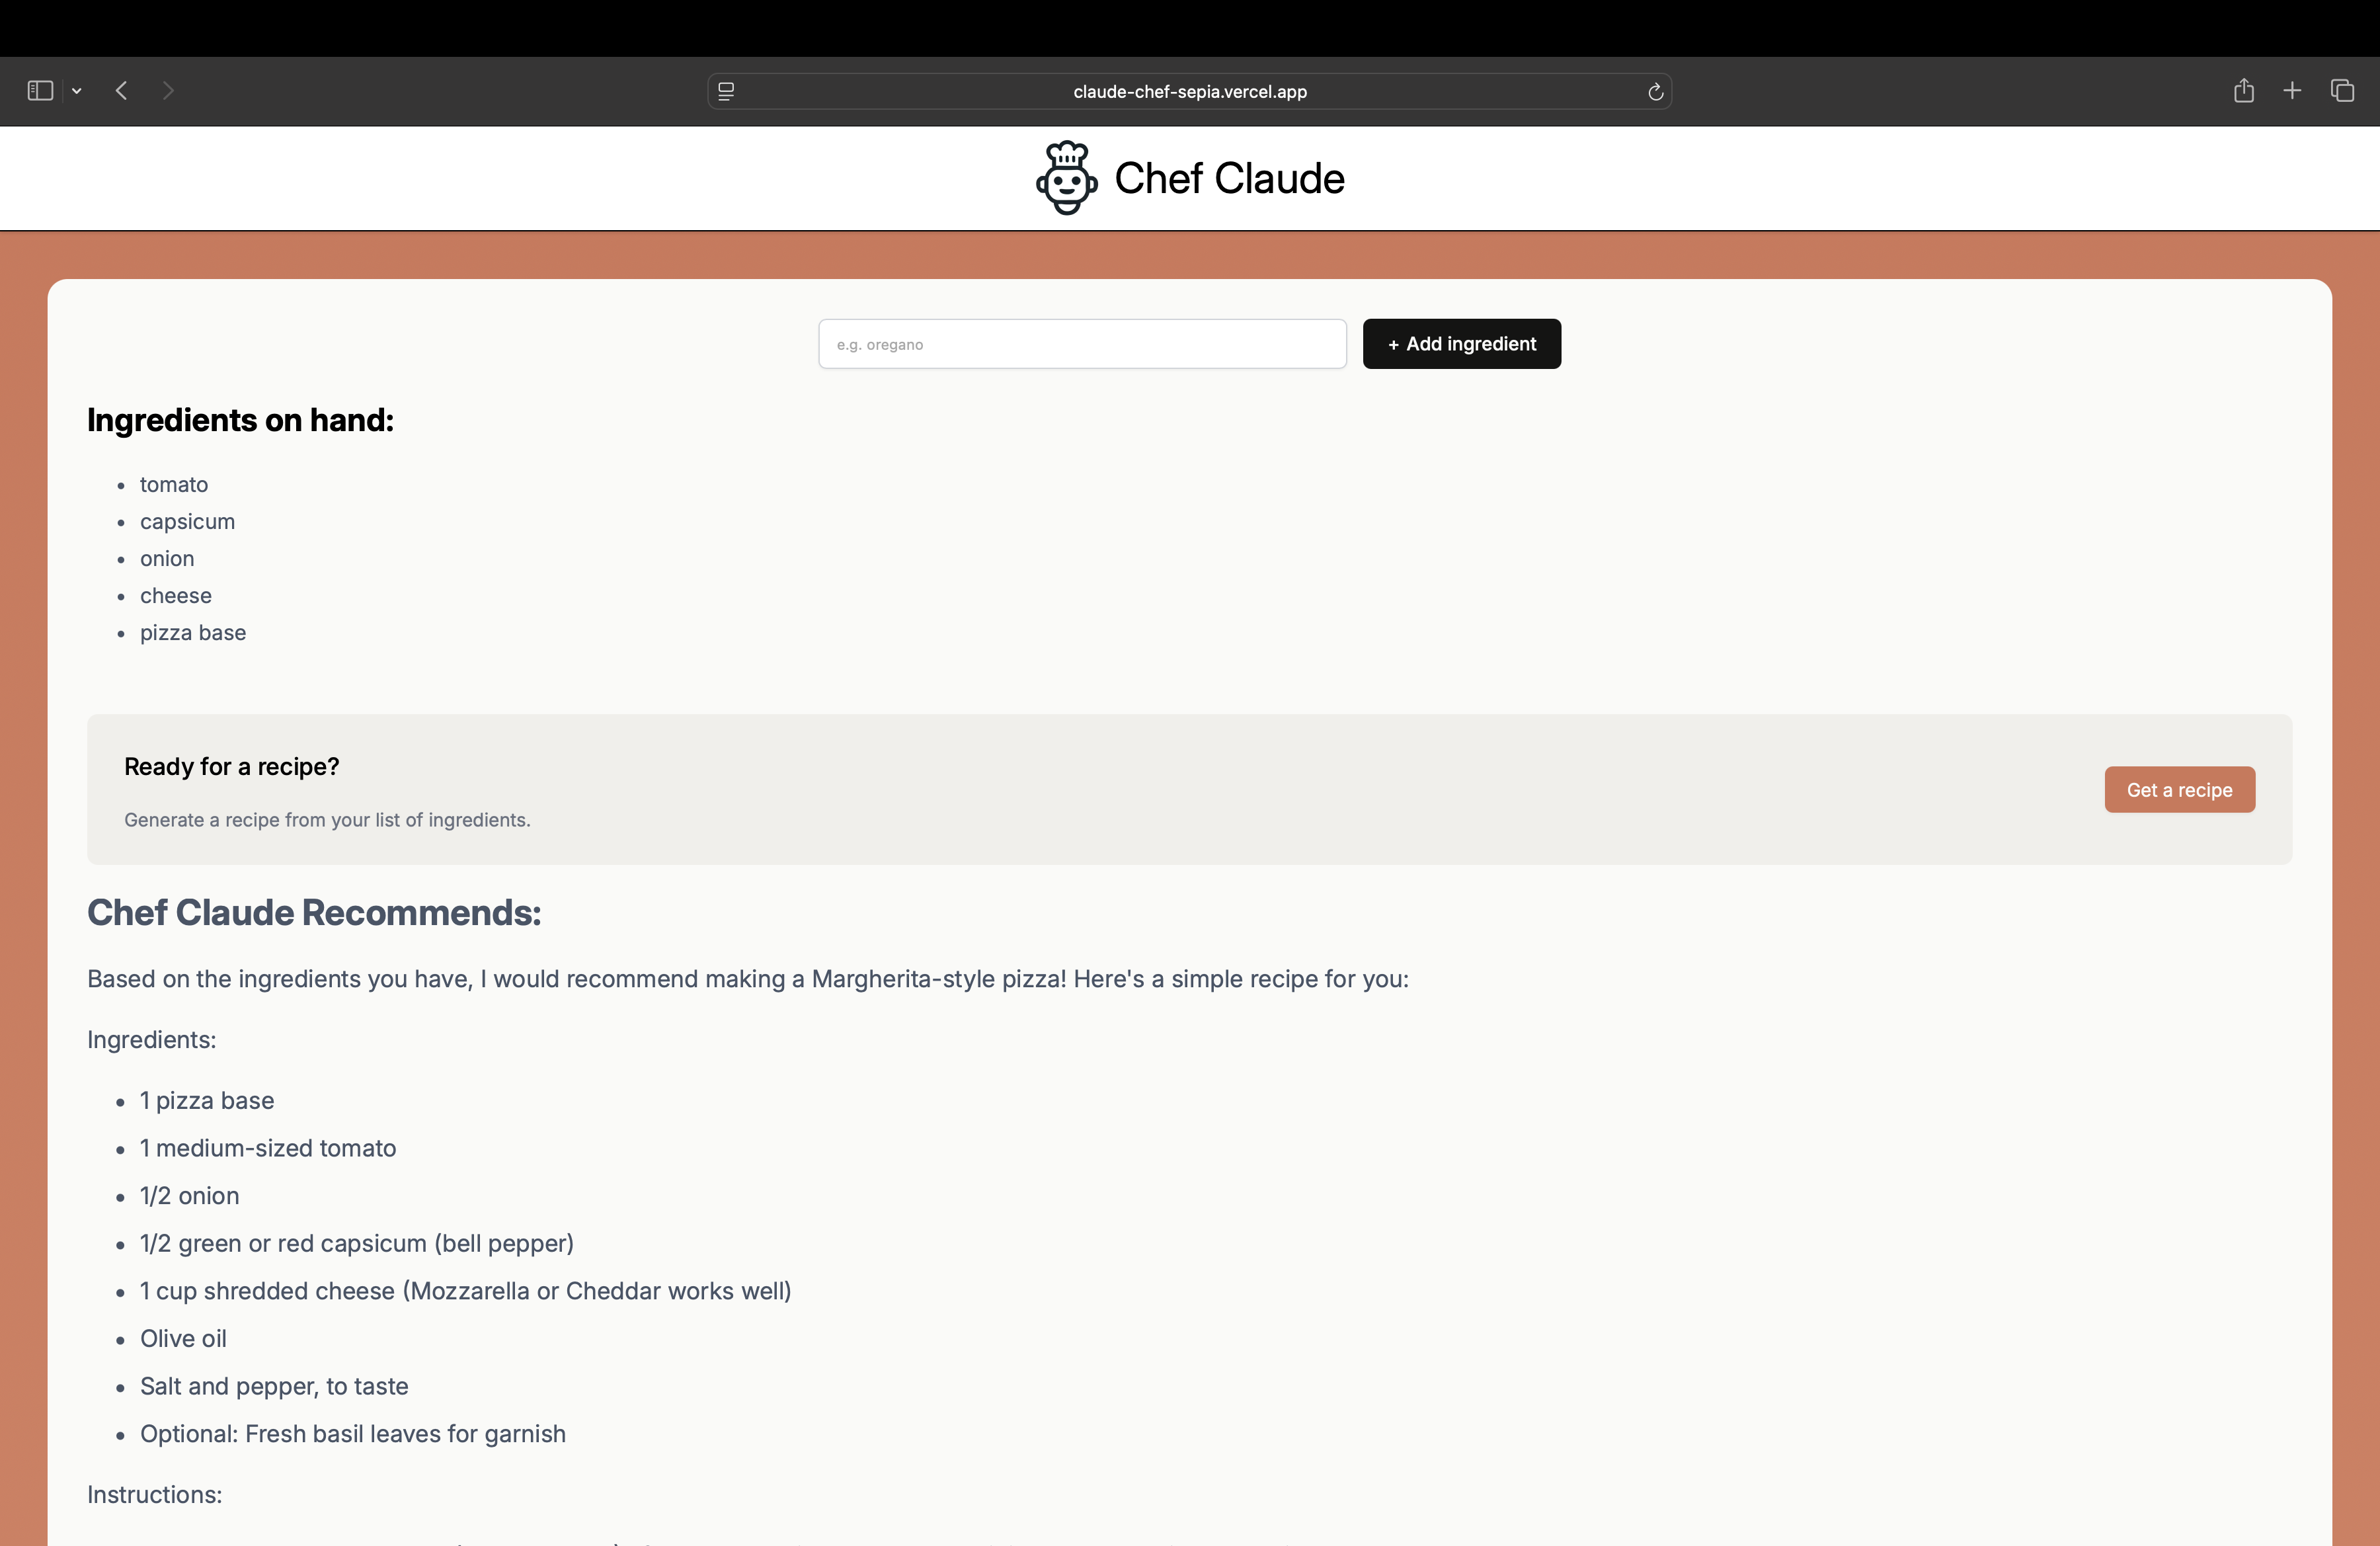 claude-chef-sepia.vercel.app
Chef Claude
e.g. oregano
+ Add ingredient
Ingredients on hand:
• tomato
• capsicum
• onion
• cheese
• pizza base
Ready for a recipe?
Generate a recipe from your list of ingredients.
Get a recipe
Chef Claude Recommends:
Based on the ingredients you have, I would recommend making a Margherita-style pizza! Here's a simple recipe for you:
Ingredients:
• 1 pizza base
• 1 medium-sized tomato
• 1/2 onion
• 1/2 green or red capsicum (bell pepper)
• 1 cup shredded cheese (Mozzarella or Cheddar works well)
• Olive oil
• Salt and pepper, to taste
• Optional: Fresh basil leaves for garnish
Instructions: